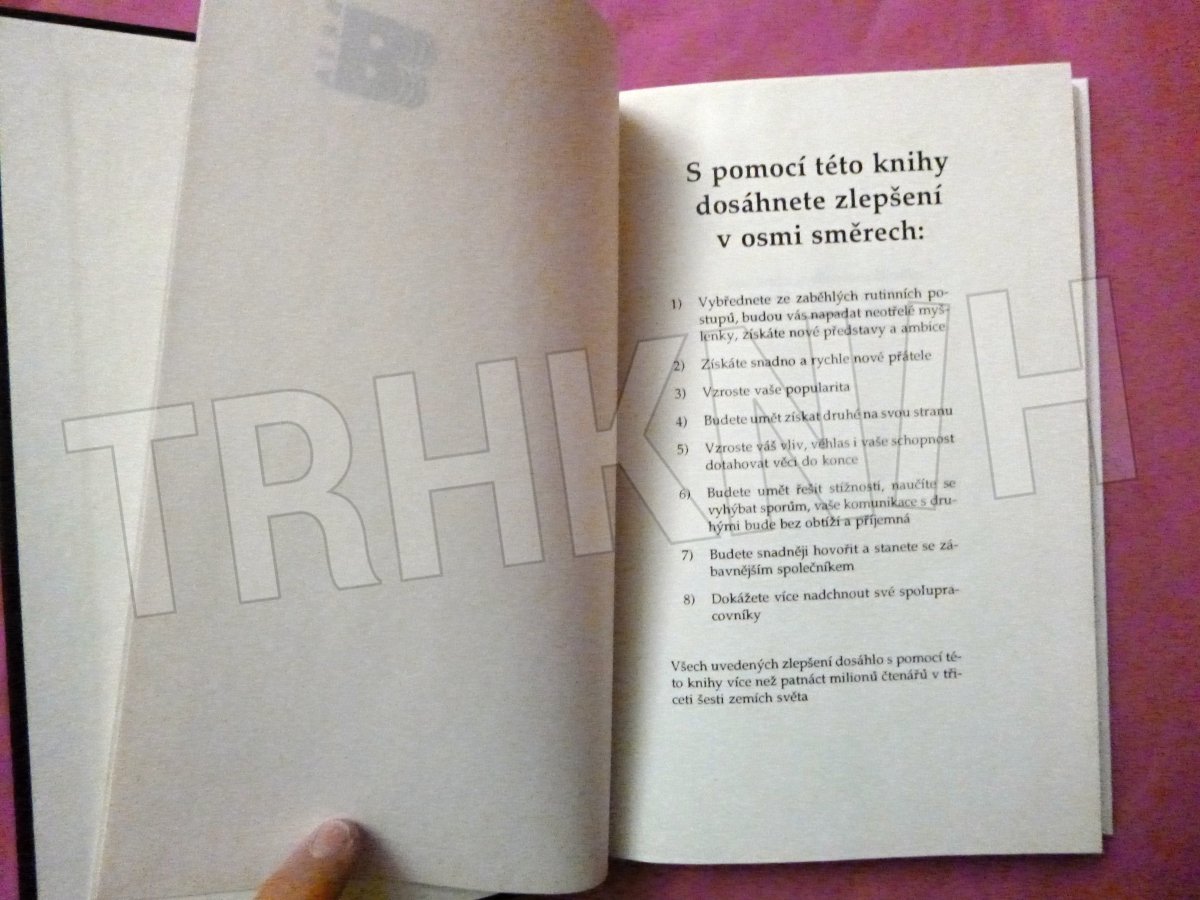 S pomocí této knihy
dosáhnete zlepšení
v osmi směrech:
1) Vybřednete ze zaběhlých rutinních po-
stupů, budou vás napadat neotřelé myš-
lenky, získáte nové představy a ambice
2) Získáte snadno a rychle nové přátele
3) Vzroste vaše popularita
4) Budete umět získat druhé na svou stranu
5) Vzroste váš vliv, věhlas i vaše schopnost
dotahovat věci do konce
6) Budete umět řešit stížnosti, naučíte se
vyhýbat sporům, vaše komunikace s dru-
hými bude bez obtíží a příjemná
7) Budete snadněji hovořit a stanete se zá-
bavnějším společníkem
8) Dokážete více nadchnout své spolupra-
covníky
Všech uvedených zlepšení dosáhlo s pomocí té-
to knihy více než patnáct milionů čtenářů v tři-
ceti šesti zemích světa
TRHKNIH